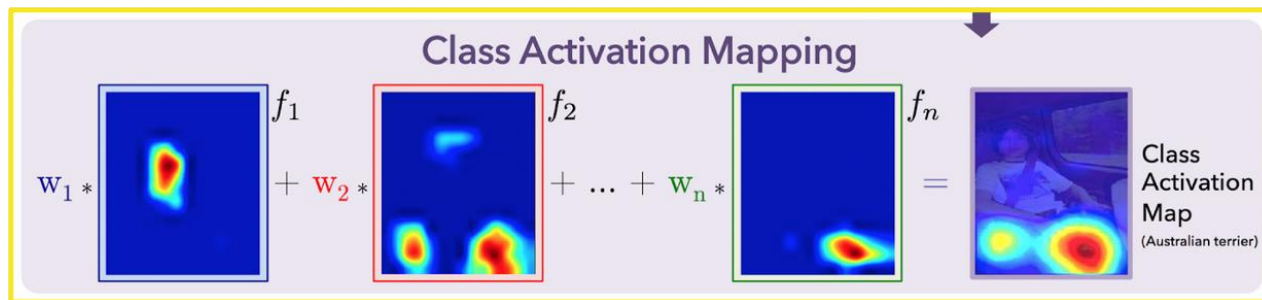 Class Activation Mapping
w₁ * f₁ + w₂ * f₂ + ... + wₙ * fₙ =
Class
Activation
Map
(Australian terrier)